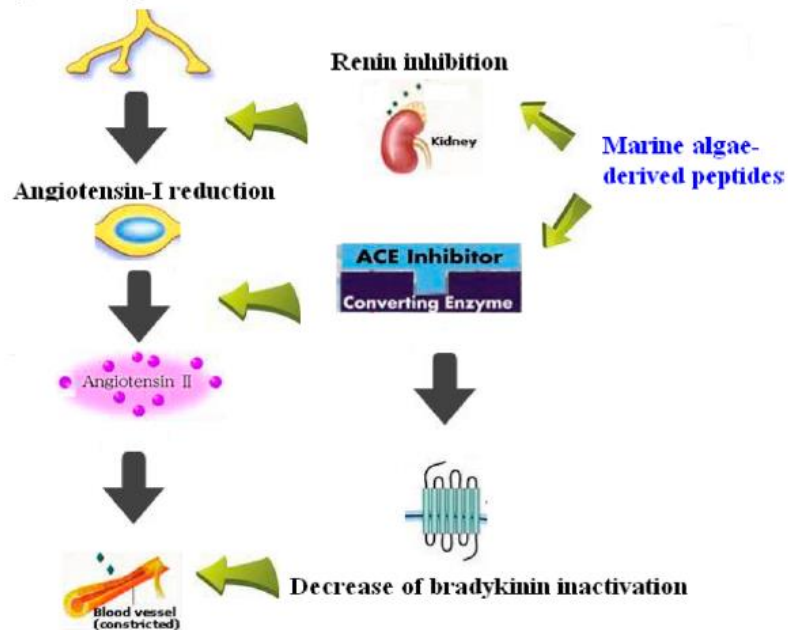 Renin inhibition
Kidney
Marine algae-
derived peptides
Angiotensin-I reduction
ACE Inhibitor
Converting Enzyme
Angiotensin II
Blood vessel
(constricted)
Decrease of bradykinin inactivation